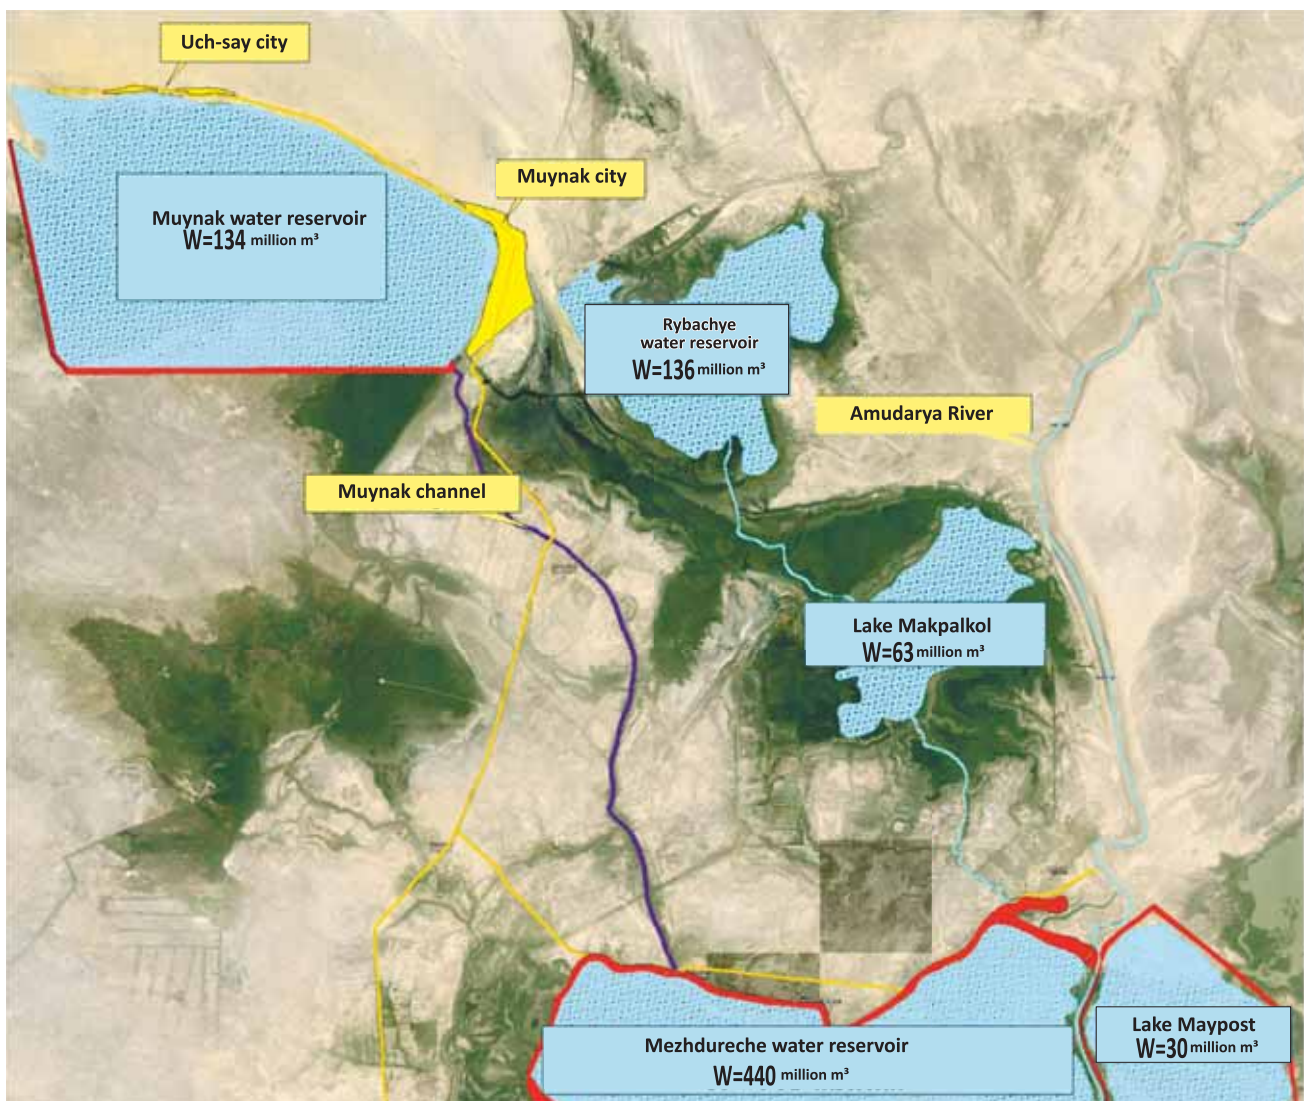 Uch-say city
Muynak city
Muynak water reservoir
W=134 million m³
Rybachye
water reservoir
W=136 million m³
Amudarya River
Muynak channel
Lake Makpalkol
W=63 million m³
Lake Maypost
W=30 million m³
Mezhdureche water reservoir
W=440 million m³